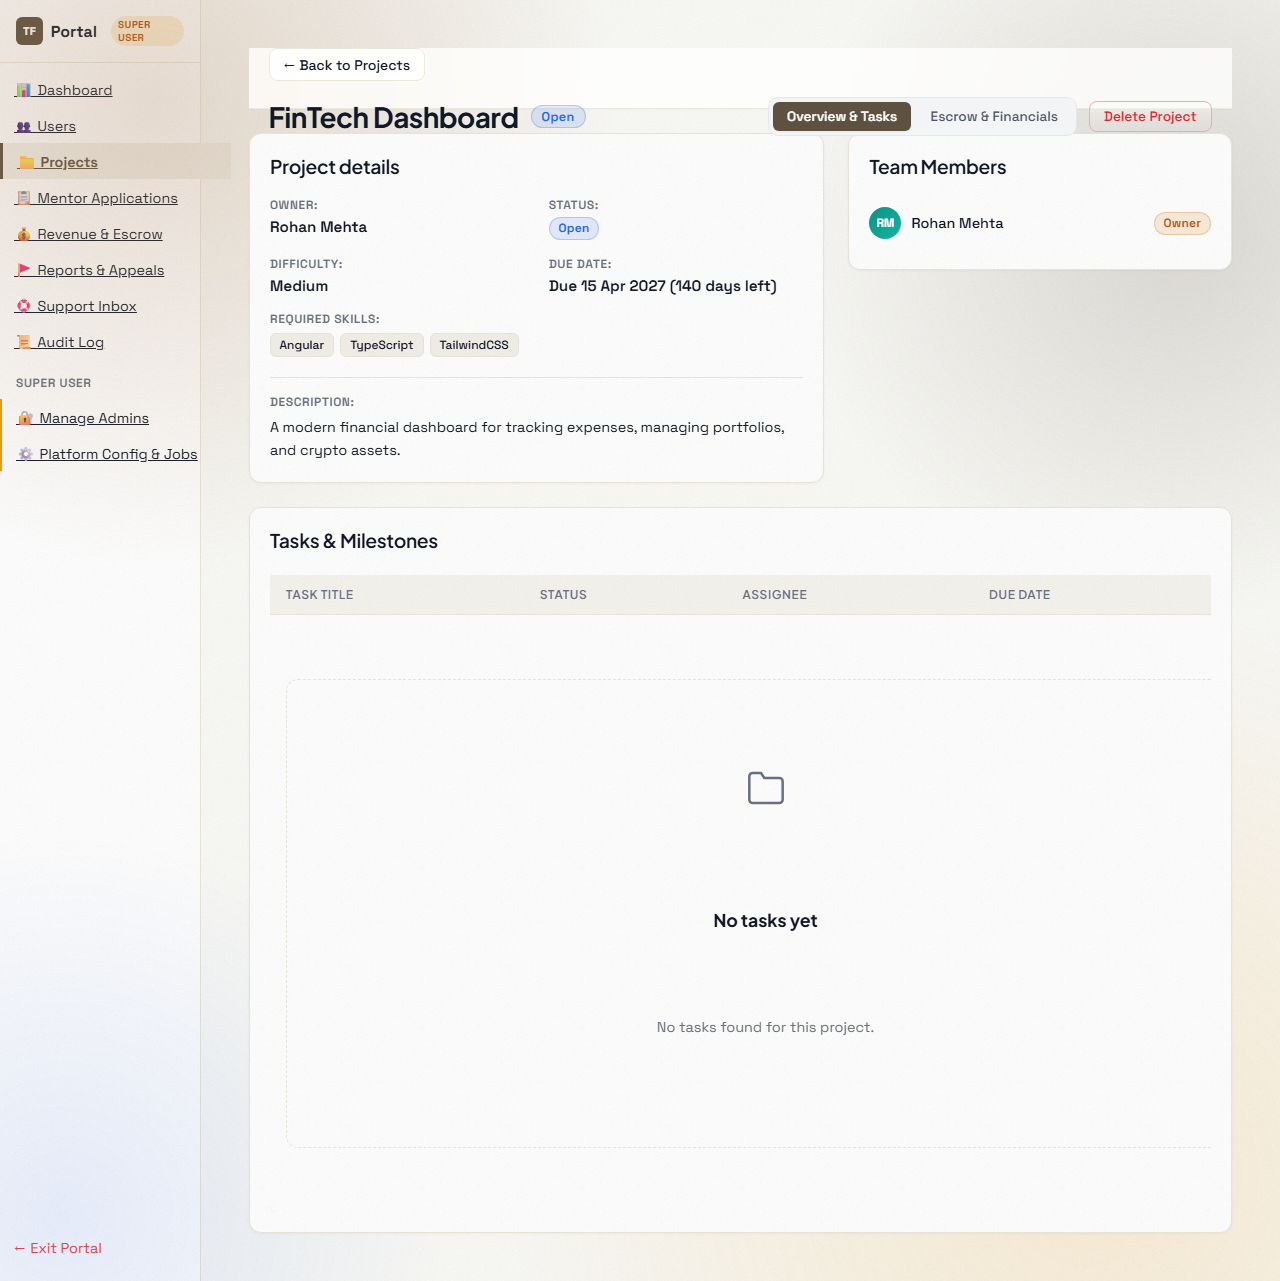 TF Portal SUPER USER
📊 Dashboard
👥 Users
📁 Projects
📋 Mentor Applications
💰 Revenue & Escrow
🚩 Reports & Appeals
🛟 Support Inbox
📜 Audit Log
SUPER USER
🔐 Manage Admins
⚙️ Platform Config & Jobs
← Exit Portal
← Back to Projects
FinTech Dashboard Open Overview & Tasks Escrow & Financials Delete Project
Project details
OWNER: STATUS:
Rohan Mehta Open
DIFFICULTY: DUE DATE:
Medium Due 15 Apr 2027 (140 days left)
REQUIRED SKILLS:
Angular TypeScript TailwindCSS
DESCRIPTION:
A modern financial dashboard for tracking expenses, managing portfolios,
and crypto assets.
Team Members
RM Rohan Mehta Owner
Tasks & Milestones
TASK TITLE STATUS ASSIGNEE DUE DATE
No tasks yet
No tasks found for this project.